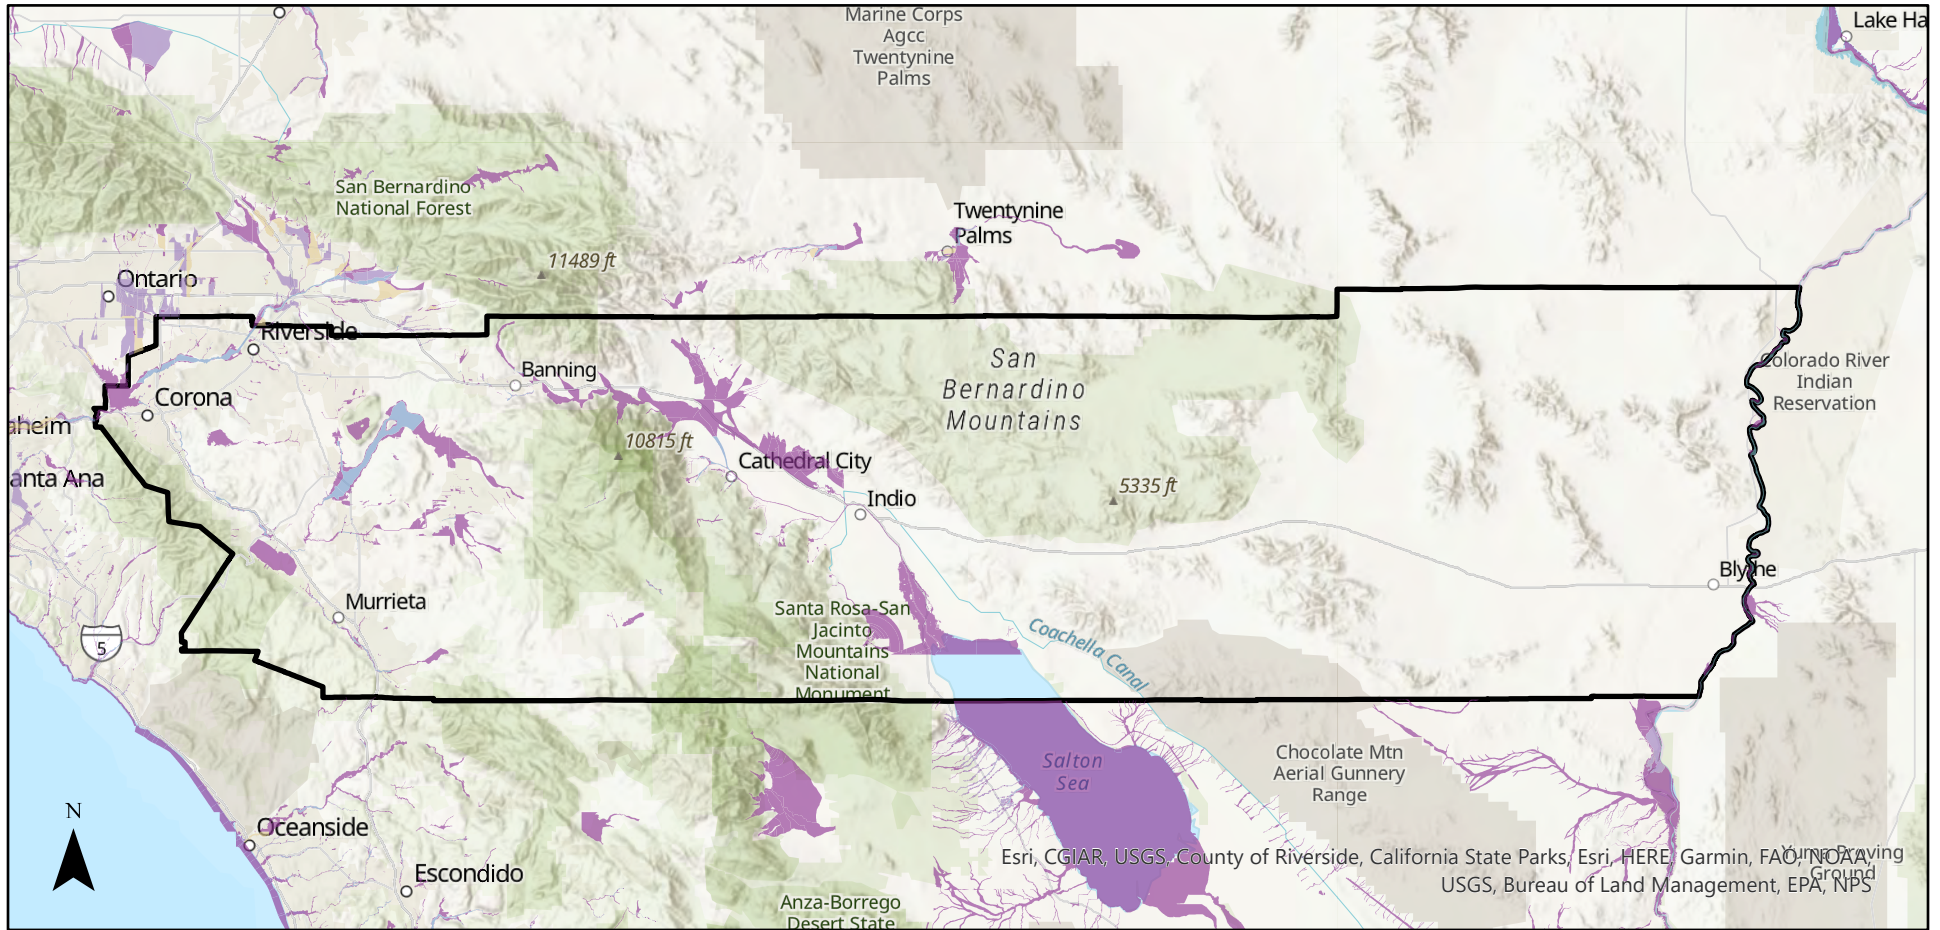 Marine Corps
Agcc
Twentynine
Palms
Lake Ha
San Bernardino
National Forest
Twentynine
Palms
11489 ft
Ontario
Riverside
San
Bernardino
Mountains
Colorado River
Indian
Reservation
Banning
Corona
aheim
10815 ft
Cathedral City
anta Ana
5335 ft
Indio
Blythe
Murrieta
Santa Rosa-San
Jacinto
Mountains
National
Monument
Coachella Canal
5
Salton
Sea
Chocolate Mtn
Aerial Gunnery
Range
N
Oceanside
Escondido
Yuma Proving
Ground
Anza-Borrego
Desert State
Esri, CGIAR, USGS, County of Riverside, California State Parks, Esri, HERE, Garmin, FAO, NOAA,
USGS, Bureau of Land Management, EPA, NPS